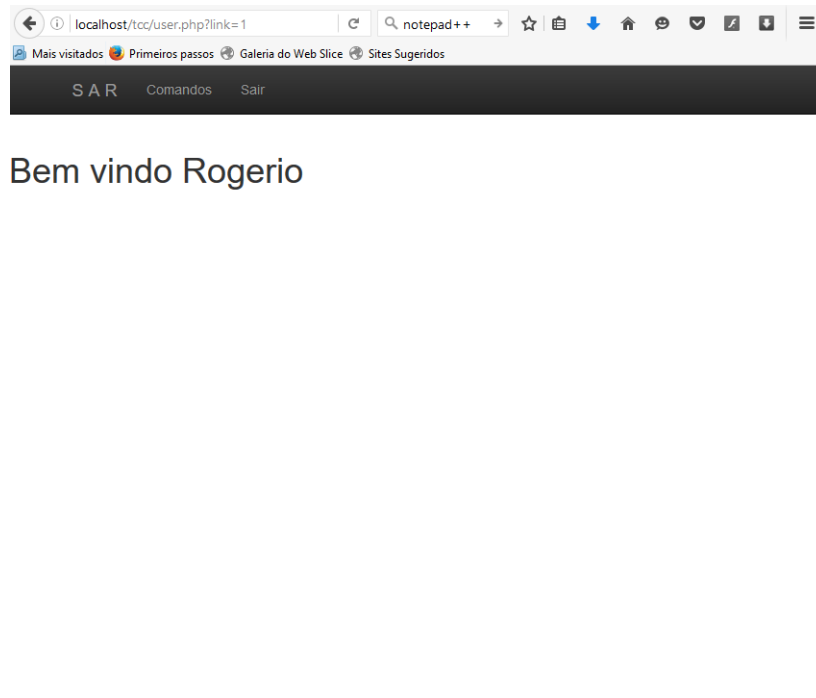 localhost/tcc/user.php?link=1
notepad++
Mais visitados Primeiros passos Galeria do Web Slice Sites Sugeridos
S A R Comandos Sair
Bem vindo Rogerio